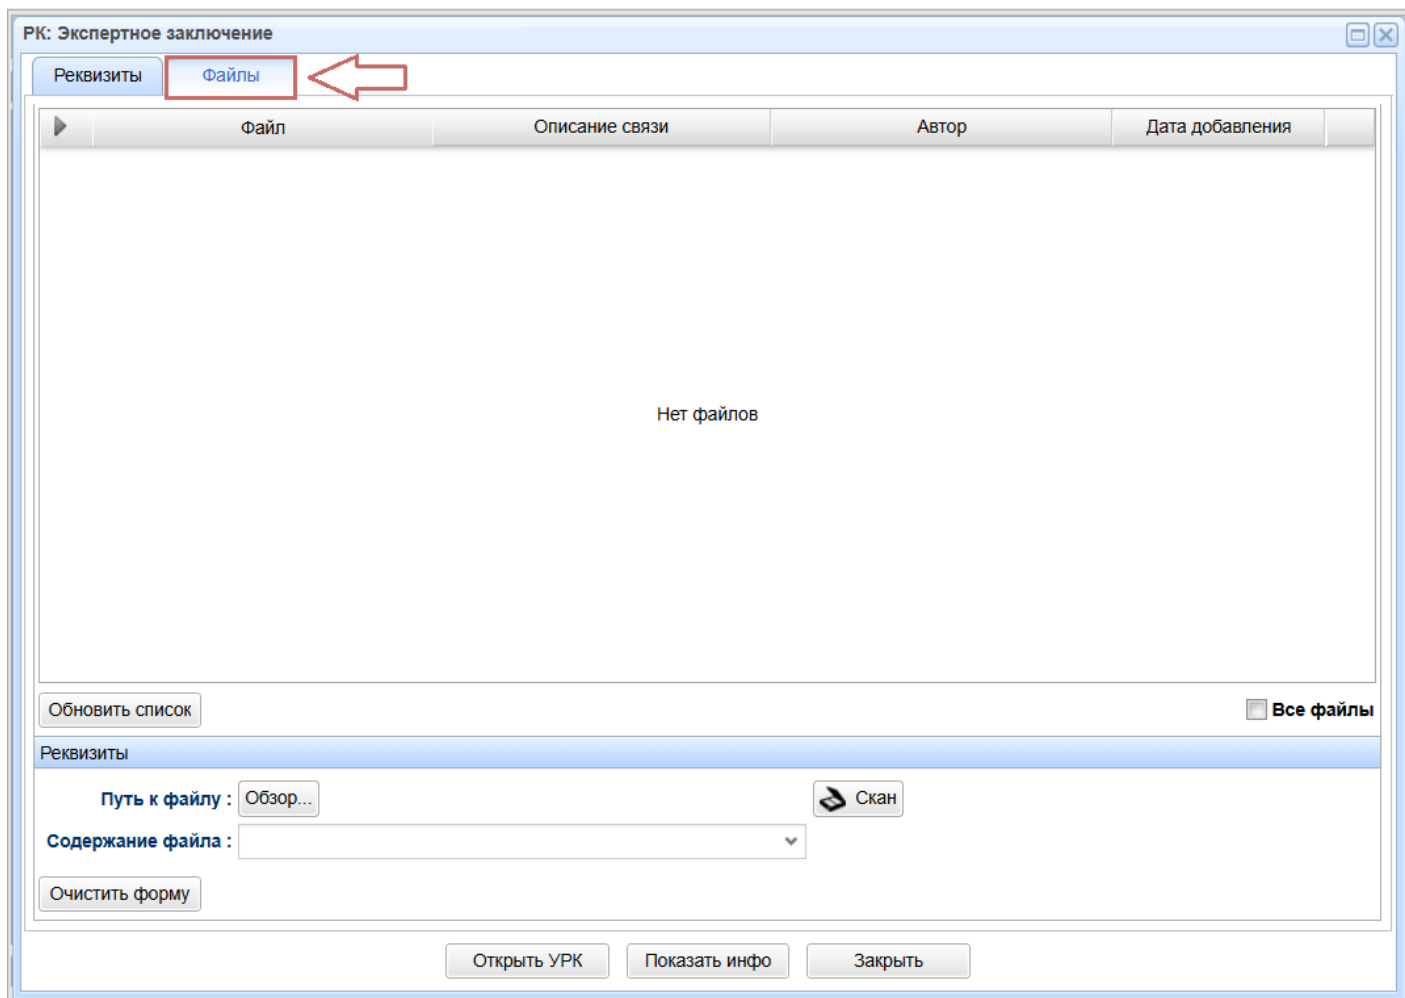 РК: Экспертное заключение
Реквизиты Файлы
Файл Описание связи Автор Дата добавления
Нет файлов
Обновить список Все файлы
Реквизиты
Путь к файлу : Обзор... Скан
Содержание файла :
Очистить форму
Открыть УРК Показать инфо Закрыть